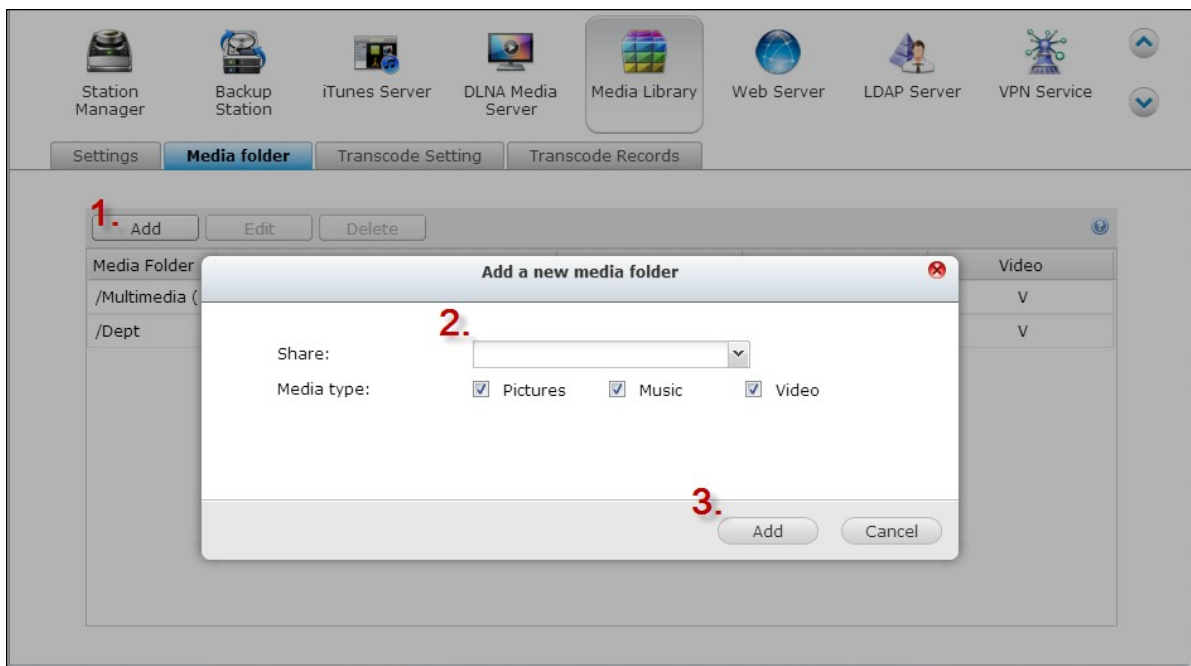 Station Manager
Backup Station
iTunes Server
DLNA Media Server
Media Library
Web Server
LDAP Server
VPN Service
Settings
Media folder
Transcode Setting
Transcode Records
1. Add
Edit
Delete
Media Folder
Video
/Multimedia (
V
/Dept
V
Add a new media folder
2.
Share:
Media type:
Pictures
Music
Video
3.
Add
Cancel